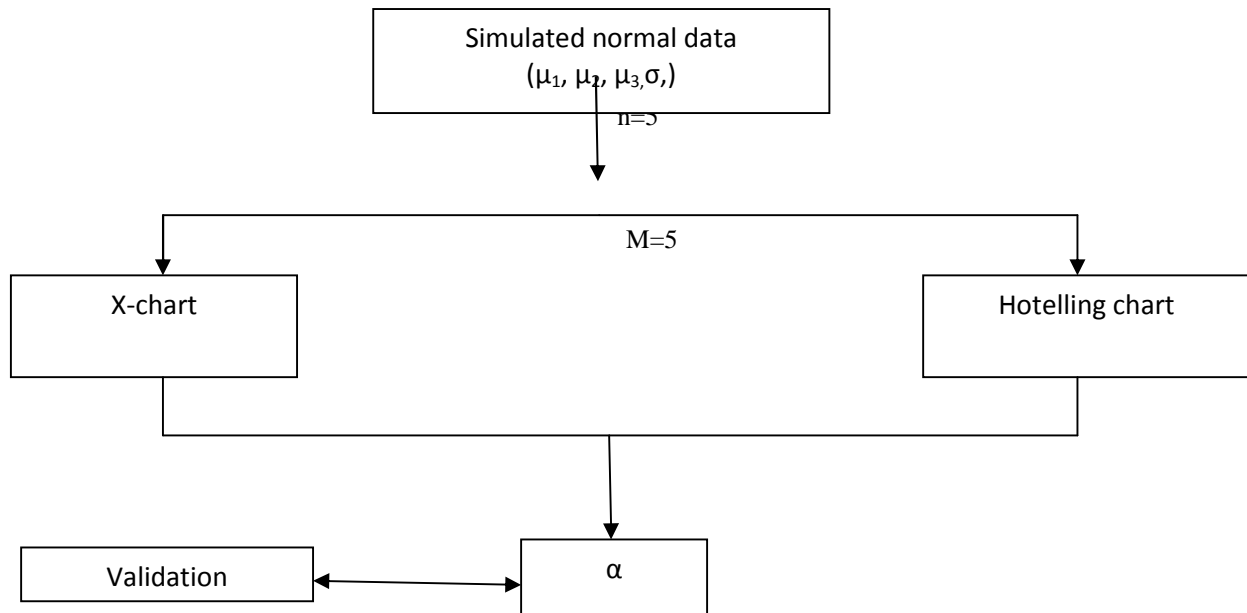 Simulated normal data
(μ₁, μ₂, μ₃,σ,)
n=5
M=5
X-chart
Hotelling chart
Validation
α